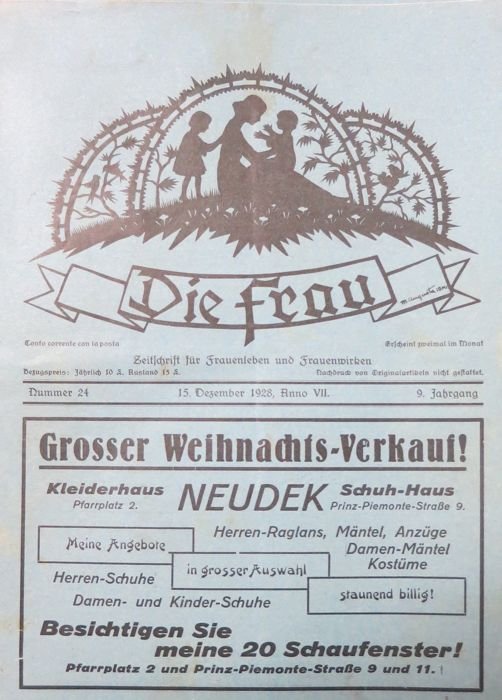 Die Frau
Conto corrente con la posta
Erscheint zweimal im Monat
Zeitschrift für Frauenleben und Frauenwirken
Bezugspreis: Jährlich 10 L. Ausland 15 L.
Nachdruck von Originalartikeln nicht gestattet.
Nummer 24
15. Dezember 1928, Anno VII.
9. Jahrgang
Grosser Weihnachts-Verkauf!
Kleiderhaus
Pfarrplatz 2.
NEUDEK
Schuh-Haus
Prinz-Piemonte-Straße 9.
Herren-Raglans, Mäntel, Anzüge
Damen-Mäntel
Kostüme
Meine Angebote
in grosser Auswahl
staunend billig!
Herren-Schuhe
Damen- und Kinder-Schuhe
Besichtigen Sie
meine 20 Schaufenster!
Pfarrplatz 2 und Prinz-Piemonte-Straße 9 und 11.